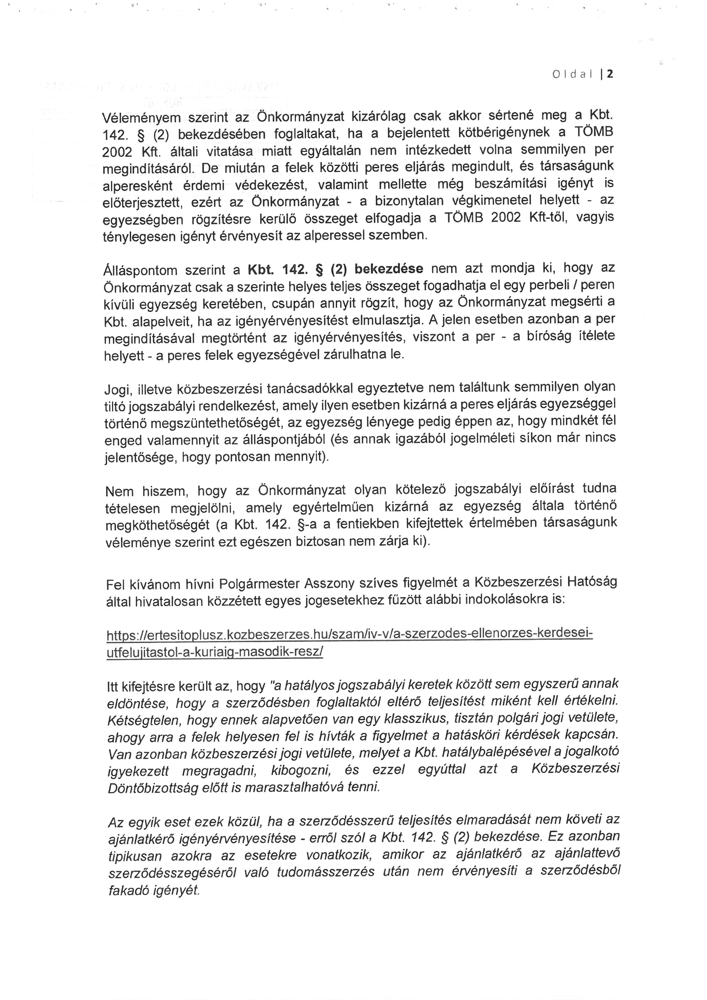 Oldal | 2
Véleményem szerint az Önkormányzat kizárólag csak akkor sértené meg a Kbt.
142. § (2) bekezdésében foglaltakat, ha a bejelentett kötbérigénynek a TÖMB
2002 Kft. általi vitatása miatt egyáltalán nem intézkedett volna semmilyen per
megindításáról. De miután a felek közötti peres eljárás megindult, és társaságunk
alperesként érdemi védekezést, valamint mellette még beszámítási igényt is
előterjesztett, ezért az Önkormányzat - a bizonytalan végkimenetel helyett - az
egyezségben rögzítésre kerülő összeget elfogadja a TÖMB 2002 Kft-től, vagyis
ténylegesen igényt érvényesít az alperessel szemben.
Álláspontom szerint a Kbt. 142. § (2) bekezdése nem azt mondja ki, hogy az
Önkormányzat csak a szerinte helyes teljes összeget fogadhatja el egy perbeli / peren
kívüli egyezség keretében, csupán annyit rögzít, hogy az Önkormányzat megsérti a
Kbt. alapelveit, ha az igényérvényesítést elmulasztja. A jelen esetben azonban a per
megindításával megtörtént az igényérvényesítés, viszont a per - a bíróság ítélete
helyett - a peres felek egyezségével zárulhatna le.
Jogi, illetve közbeszerzési tanácsadókkal egyeztetve nem találtunk semmilyen olyan
tiltó jogszabályi rendelkezést, amely ilyen esetben kizárná a peres eljárás egyezséggel
történő megszüntethetőségét, az egyezség lényege pedig éppen az, hogy mindkét fél
enged valamennyit az álláspontjából (és annak igazából jogelméleti síkon már nincs
jelentősége, hogy pontosan mennyit).
Nem hiszem, hogy az Önkormányzat olyan kötelező jogszabályi előírást tudna
tételesen megjelölni, amely egyértelműen kizárná az egyezség általa történő
megköthetőségét (a Kbt. 142. §-a a fentiekben kifejtettek értelmében társaságunk
véleménye szerint ezt egészen biztosan nem zárja ki).
Fel kívánom hívni Polgármester Asszony szíves figyelmét a Közbeszerzési Hatóság
által hivatalosan közzétett egyes jogesetekhez fűzött alábbi indokolásokra is:
https://ertesitoplusz.kozbeszerzes.hu/szam/iv-v/a-szerzodes-ellenorzes-kerdesei-
utfelujitastol-a-kuriaig-masodik-resz/
Itt kifejtésre került az, hogy "a hatályos jogszabályi keretek között sem egyszerű annak
eldöntése, hogy a szerződésben foglaltaktól eltérő teljesítést miként kell értékelni.
Kétségtelen, hogy ennek alapvetően van egy klasszikus, tisztán polgári jogi vetülete,
ahogy arra a felek helyesen fel is hívták a figyelmet a hatásköri kérdések kapcsán.
Van azonban közbeszerzési jogi vetülete, melyet a Kbt. hatálybalépésével a jogalkotó
igyekezett megragadni, kibogozni, és ezzel egyúttal azt a Közbeszerzési
Döntőbizottság előtt is marasztalhatóvá tenni.
Az egyik eset ezek közül, ha a szerződésszerű teljesítés elmaradását nem követi az
ajánlatkérő igényérvényesítése - erről szól a Kbt. 142. § (2) bekezdése. Ez azonban
tipikusan azokra az esetekre vonatkozik, amikor az ajánlatkérő az ajánlattevő
szerződésszegéséről való tudomásszerzés után nem érvényesíti a szerződésből
fakadó igényét.